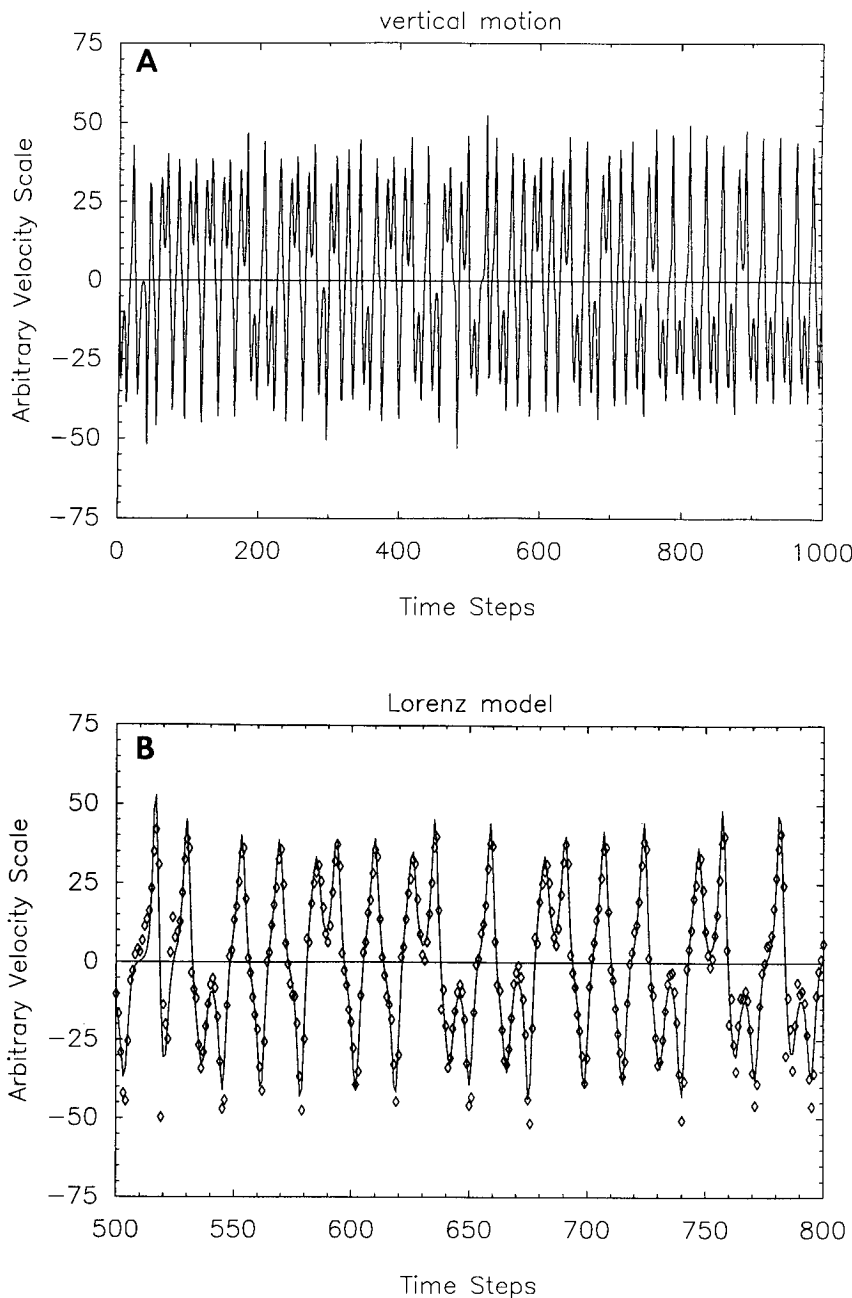 vertical motion
A
75
50
25
0
−25
−50
−75
Arbitrary Velocity Scale
0 200 400 600 800 1000
Time Steps
Lorenz model
B
75
50
25
0
−25
−50
−75
Arbitrary Velocity Scale
500 550 600 650 700 750 800
Time Steps